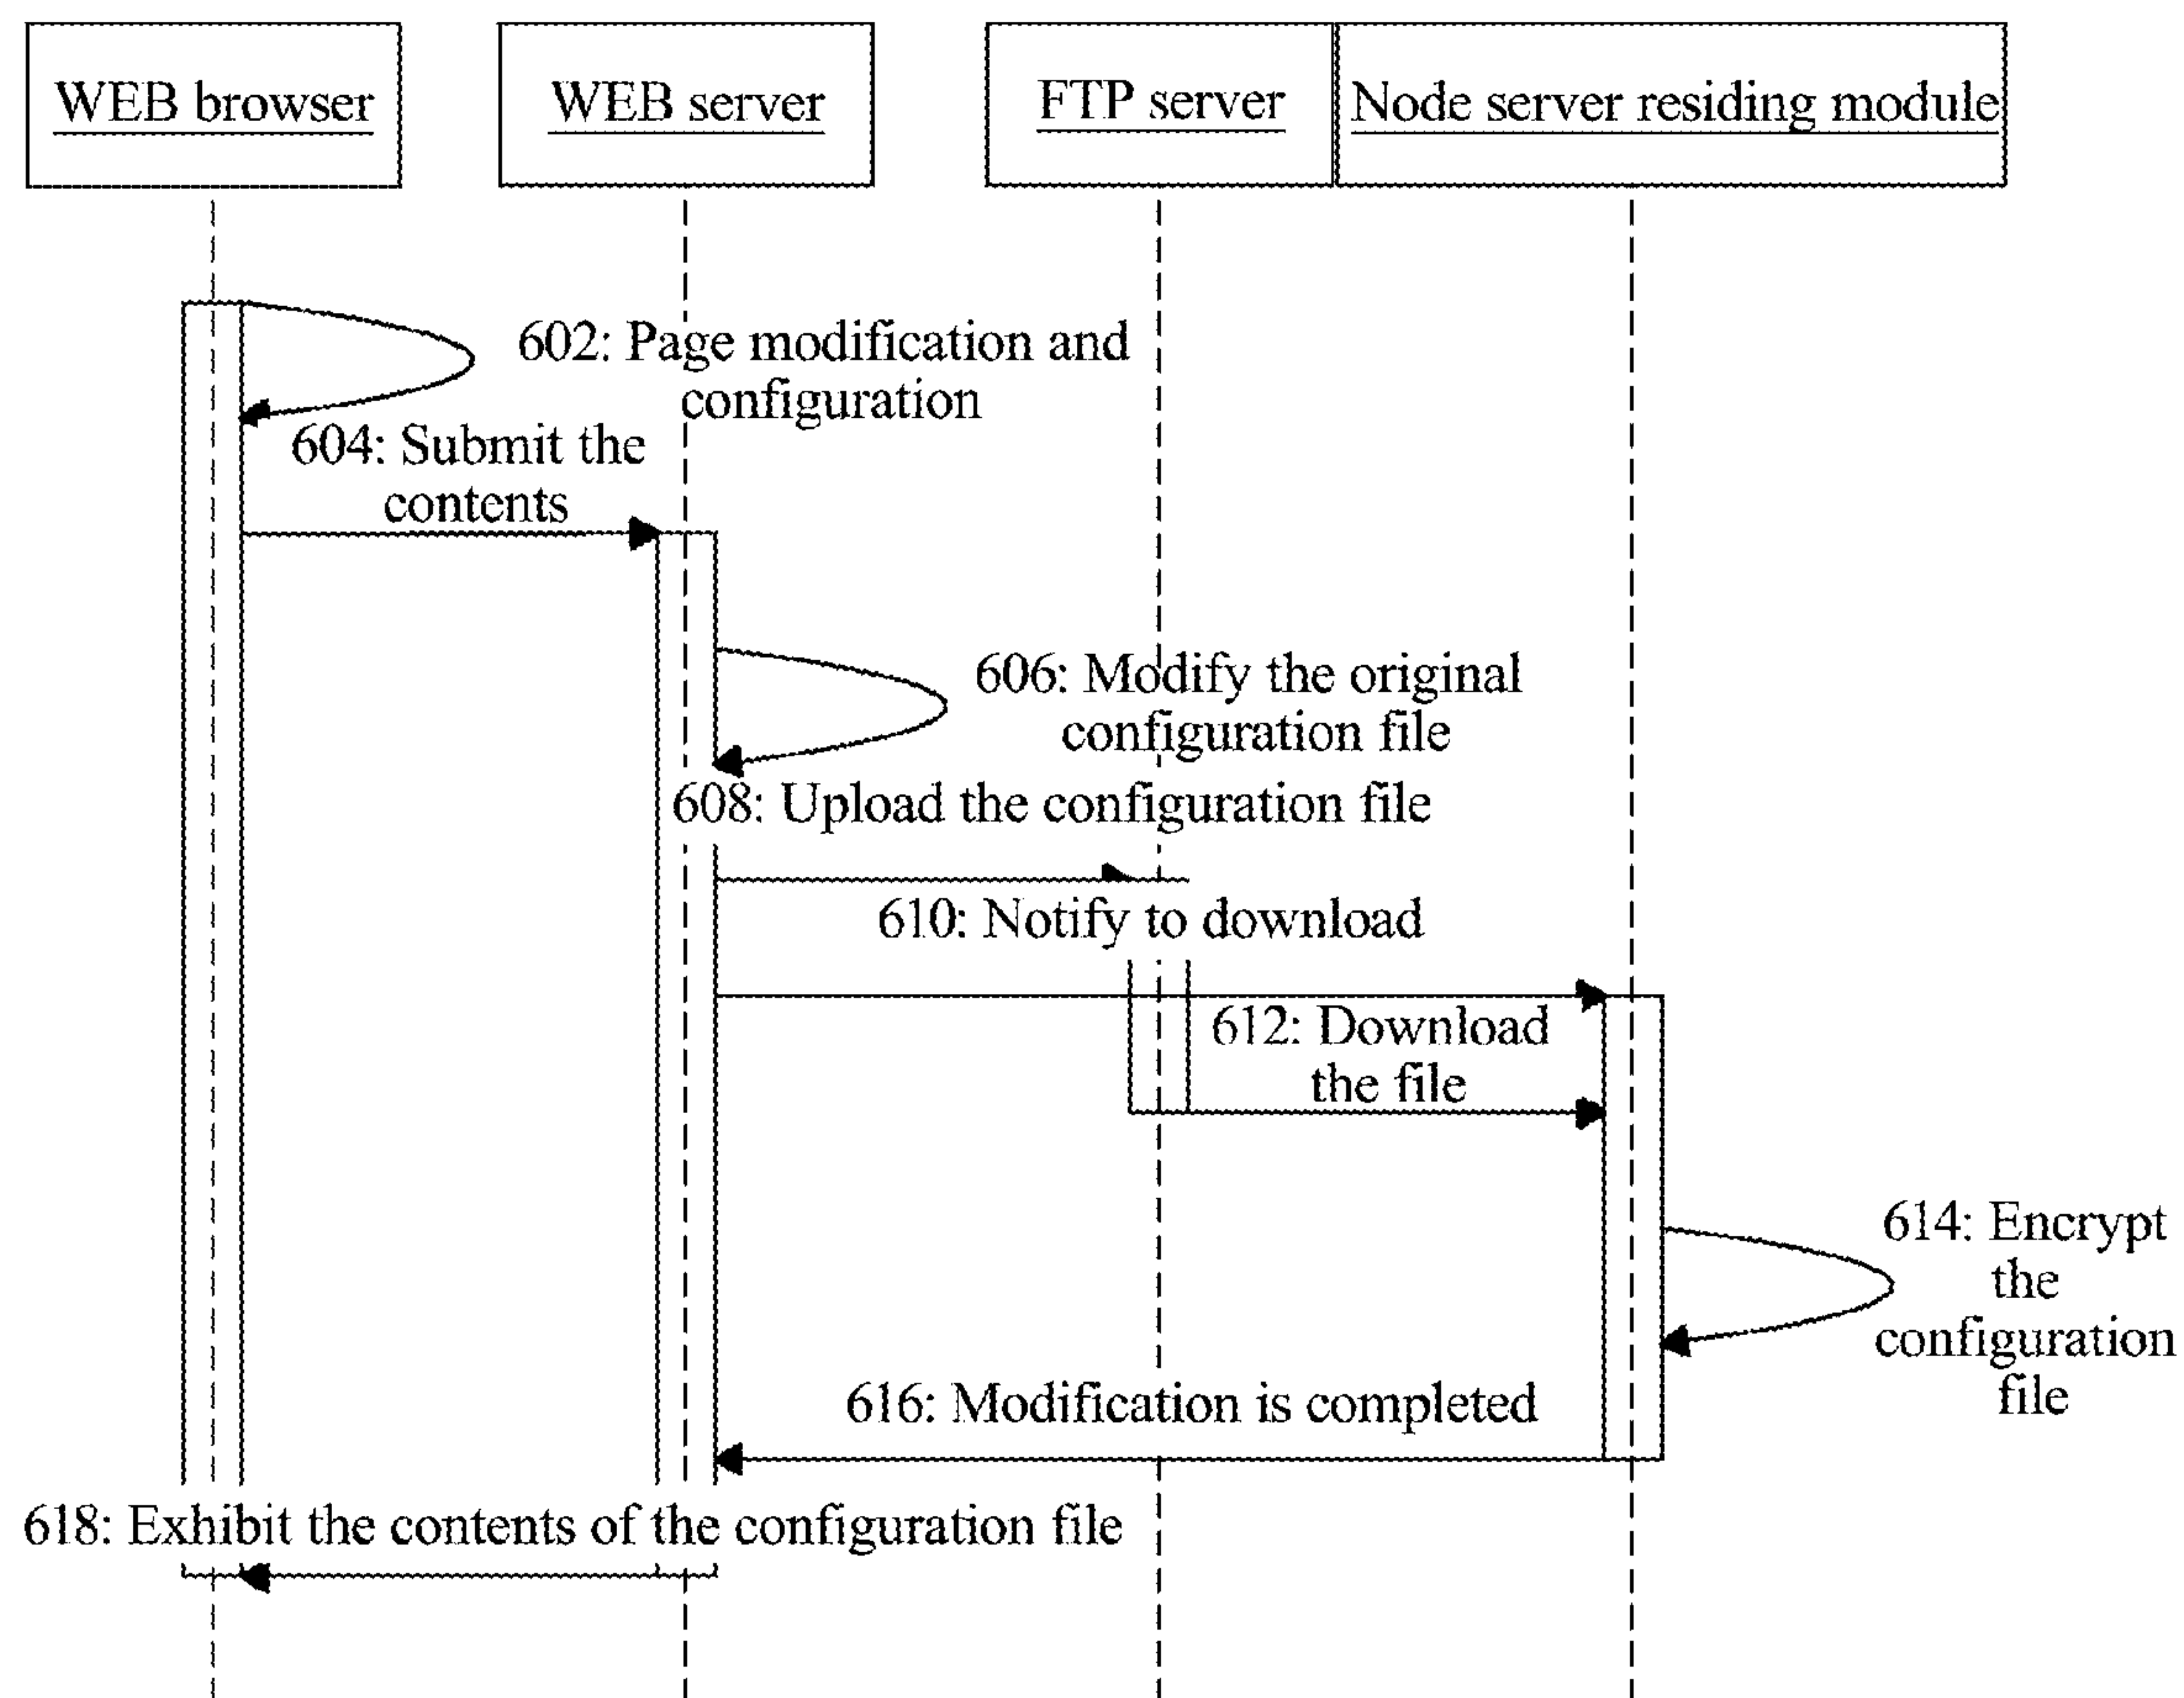 WEB browser
WEB server
FTP server
Node server residing module
602: Page modification and
configuration
604: Submit the
contents
606: Modify the original
configuration file
608: Upload the configuration file
610: Notify to download
612: Download
the file
614: Encrypt
the
configuration
file
616: Modification is completed
618: Exhibit the contents of the configuration file